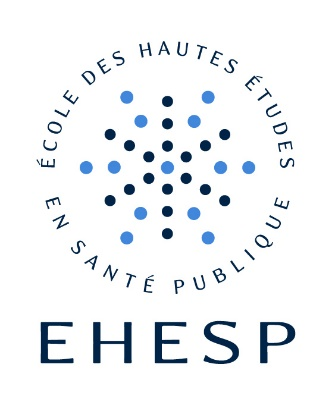 ÉCOLE DES HAUTES ÉTUDES
EN SANTÉ PUBLIQUE
EHESP